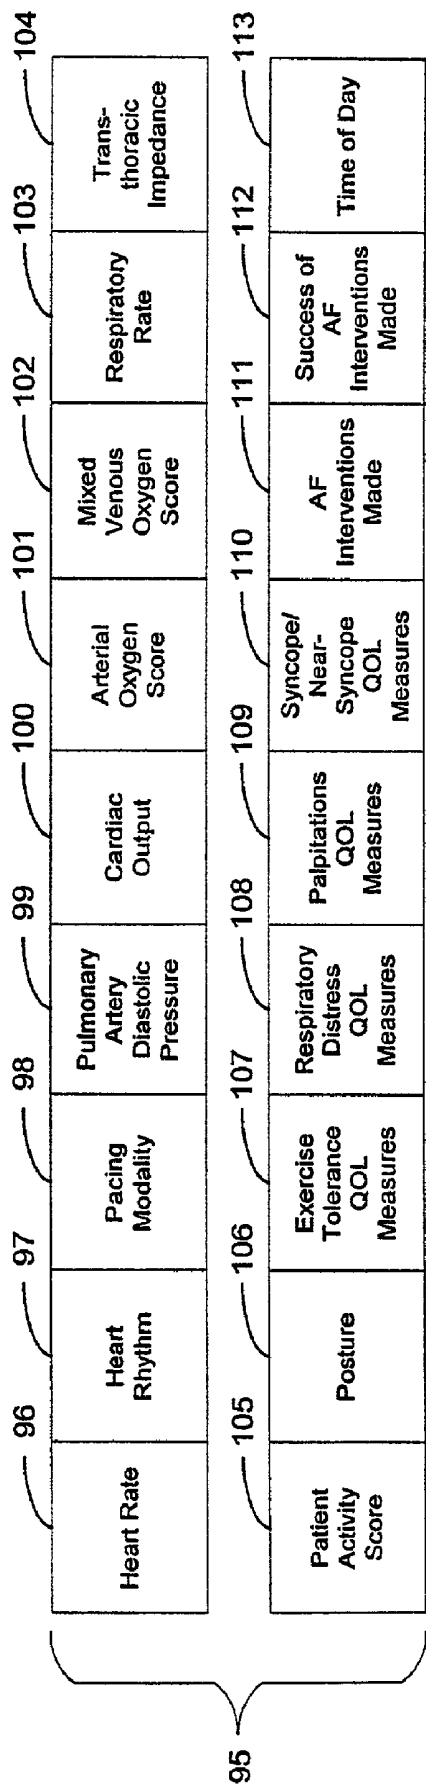 96
97
98
99
100
101
102
103
104
Heart Rate
Heart
Rhythm
Pacing
Modality
Pulmonary
Artery
Diastolic
Pressure
Cardiac
Output
Arterial
Oxygen
Score
Mixed
Venous
Oxygen
Score
Respiratory
Rate
Trans-
thoracic
Impedance
95
105
106
107
108
109
110
111
112
113
Patient
Activity
Score
Posture
Exercise
Tolerance
QOL
Measures
Respiratory
Distress
QOL
Measures
Palpitations
QOL
Measures
Syncope/
Near-
Syncope
QOL
Measures
AF
Interventions
Made
Success of
AF
Interventions
Made
Time of Day